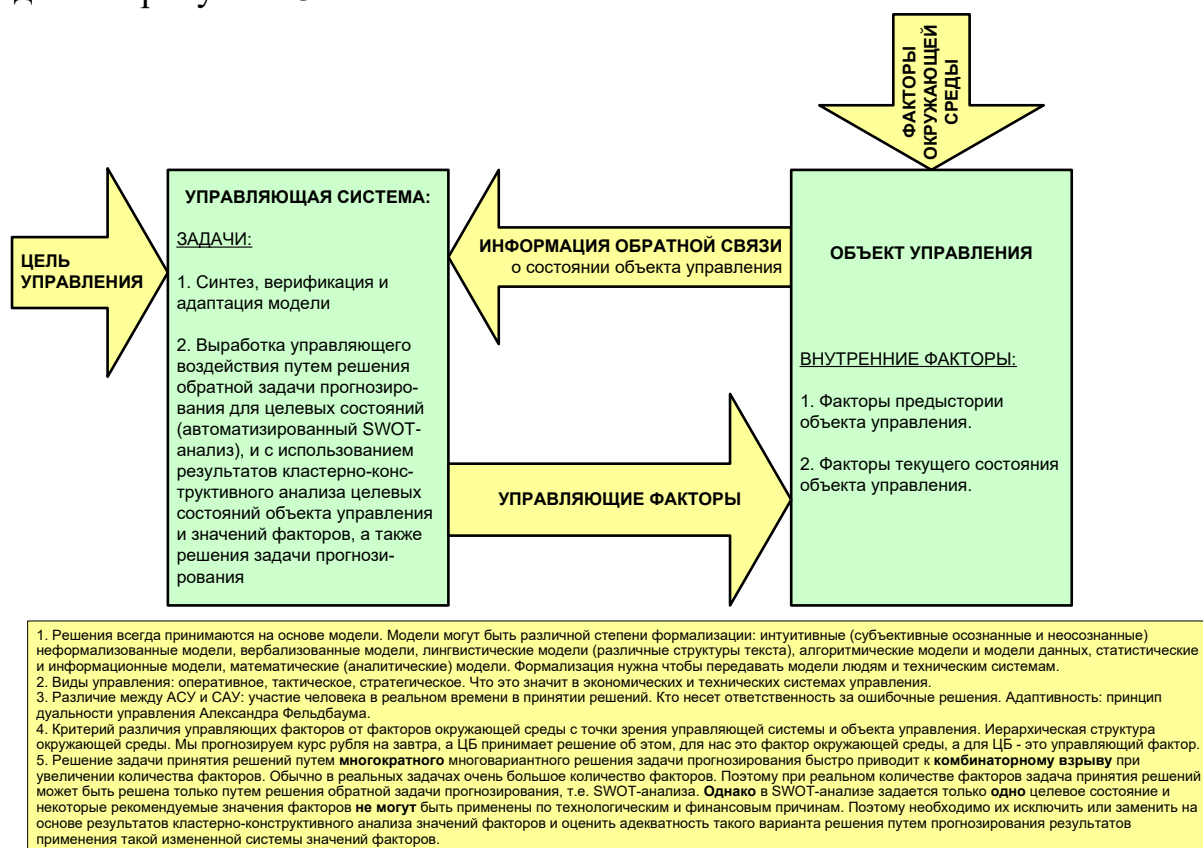 ФАКТОРЫ
ОКРУЖАЮЩЕЙ
СРЕДЫ
ЦЕЛЬ
УПРАВЛЕНИЯ
УПРАВЛЯЮЩАЯ СИСТЕМА:
ЗАДАЧИ:
1. Синтез, верификация и
адаптация модели
2. Выработка управляющего
воздействия путем решения
обратной задачи прогнозиро-
вания для целевых состояний
(автоматизированный SWOT-
анализ), и с использованием
результатов кластерно-конс-
труктивного анализа целевых
состояний объекта управления
и значений факторов, а также
решения задачи прогнози-
рования
ИНФОРМАЦИЯ ОБРАТНОЙ СВЯЗИ
о состоянии объекта управления
УПРАВЛЯЮЩИЕ ФАКТОРЫ
ОБЪЕКТ УПРАВЛЕНИЯ
ВНУТРЕННИЕ ФАКТОРЫ:
1. Факторы предыстории
объекта управления.
2. Факторы текущего состояния
объекта управления.
1. Решения всегда принимаются на основе модели. Модели могут быть различной степени формализации: интуитивные (субъективные осознанные и неосознанные)
неформализованные модели, вербализованные модели, лингвистические модели (различные структуры текста), алгоритмические модели и модели данных, статистические
и информационные модели, математические (аналитические) модели. Формализация нужна чтобы передавать модели людям и техническим системам.
2. Виды управления: оперативное, тактическое, стратегическое. Что это значит в экономических и технических системах управления.
3. Различие между АСУ и САУ: участие человека в реальном времени в принятии решений. Кто несет ответственность за ошибочные решения. Адаптивность: принцип
дуальности управления Александра Фельдбаума.
4. Критерий различия управляющих факторов от факторов окружающей среды с точки зрения управляющей системы и объекта управления. Иерархическая структура
окружающей среды. Мы прогнозируем курс рубля на завтра, а ЦБ принимает решение об этом, для нас это фактор окружающей среды, а для ЦБ - это управляющий фактор.
5. Решение задачи принятия решений путем многократного многовариантного решения задачи прогнозирования быстро приводит к комбинаторному взрыву при
увеличении количества факторов. Обычно в реальных задачах очень большое количество факторов. Поэтому при реальном количестве факторов задача принятия решений
может быть решена только путем решения обратной задачи прогнозирования, т.е. SWOT-анализа. Однако в SWOT-анализе задается только одно целевое состояние и
некоторые рекомендуемые значения факторов не могут быть применены по технологическим и финансовым причинам. Поэтому необходимо их исключить или заменить на
основе результатов кластерно-конструктивного анализа значений факторов и оценить адекватность такого варианта решения путем прогнозирования результатов
применения такой измененной системы значений факторов.